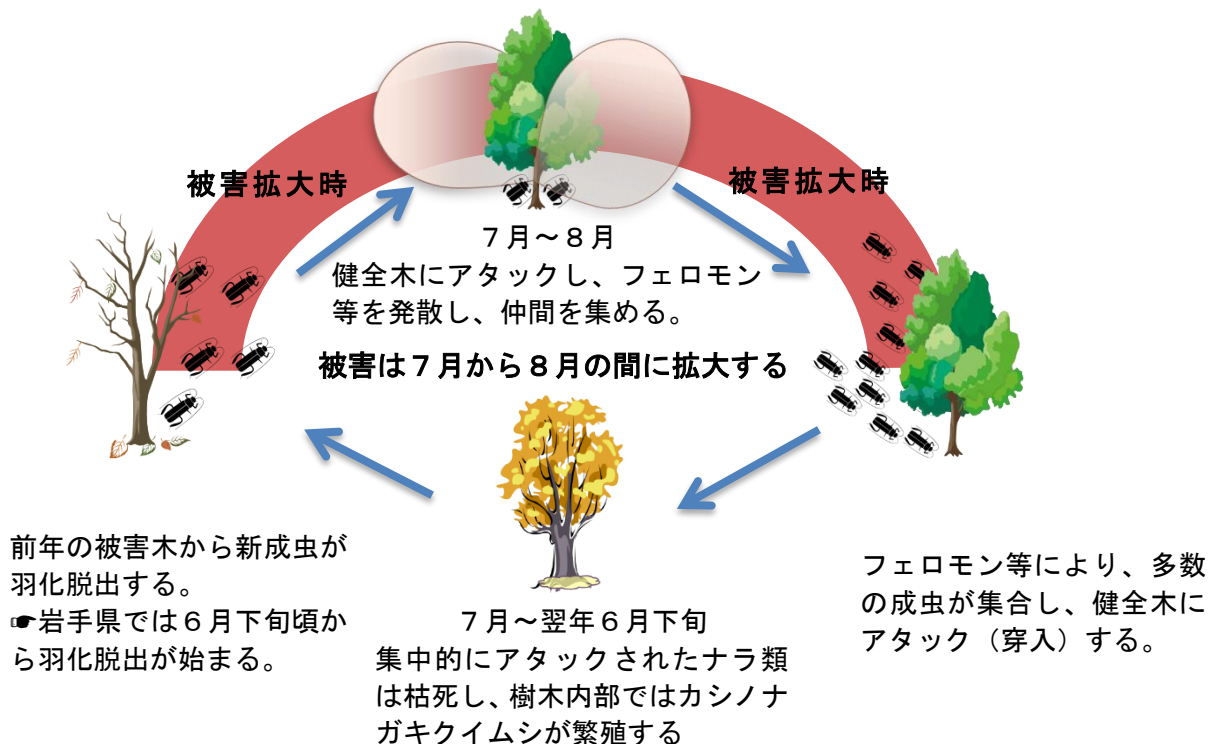 被害拡大時
被害拡大時
７月～８月
健全木にアタックし、フェロモン
等を発散し、仲間を集める。
被害は７月から８月の間に拡大する
前年の被害木から新成虫が
羽化脱出する。
☛岩手県では６月下旬頃か
ら羽化脱出が始まる。
７月～翌年６月下旬
集中的にアタックされたナラ類
は枯死し、樹木内部ではカシノナ
ガキクイムシが繁殖する
フェロモン等により、多数
の成虫が集合し、健全木に
アタック（穿入）する。